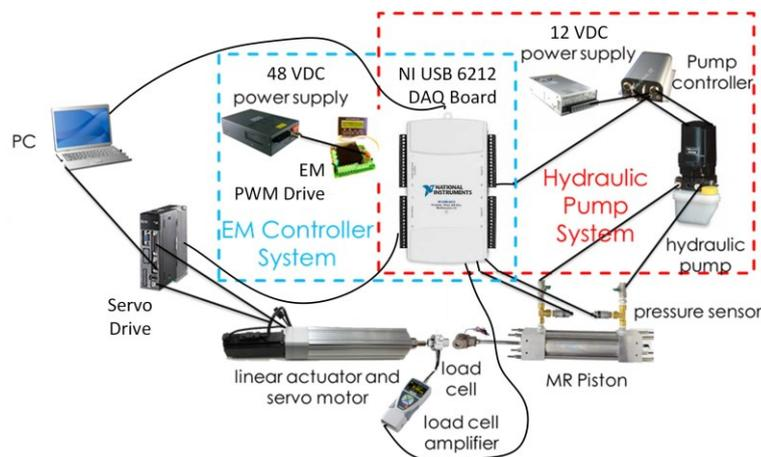 12 VDC
power supply
Pump
controller
48 VDC
power supply
NI USB 6212
DAQ Board
PC
EM
PWM Drive
NATIONAL
INSTRUMENTS
Hydraulic
Pump
System
EM Controller
System
hydraulic
pump
Servo
Drive
pressure sensor
linear actuator and
servo motor
load
cell
MR Piston
load cell
amplifier